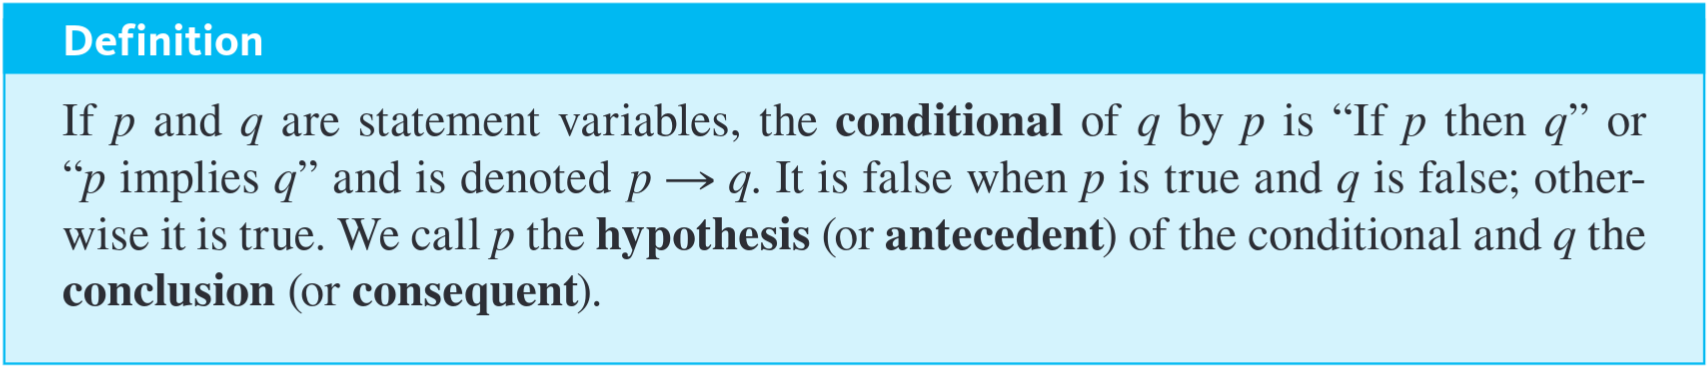 Definition
If p and q are statement variables, the conditional of q by p is “If p then q” or
“p implies q” and is denoted p → q. It is false when p is true and q is false; other-
wise it is true. We call p the hypothesis (or antecedent) of the conditional and q the
conclusion (or consequent).